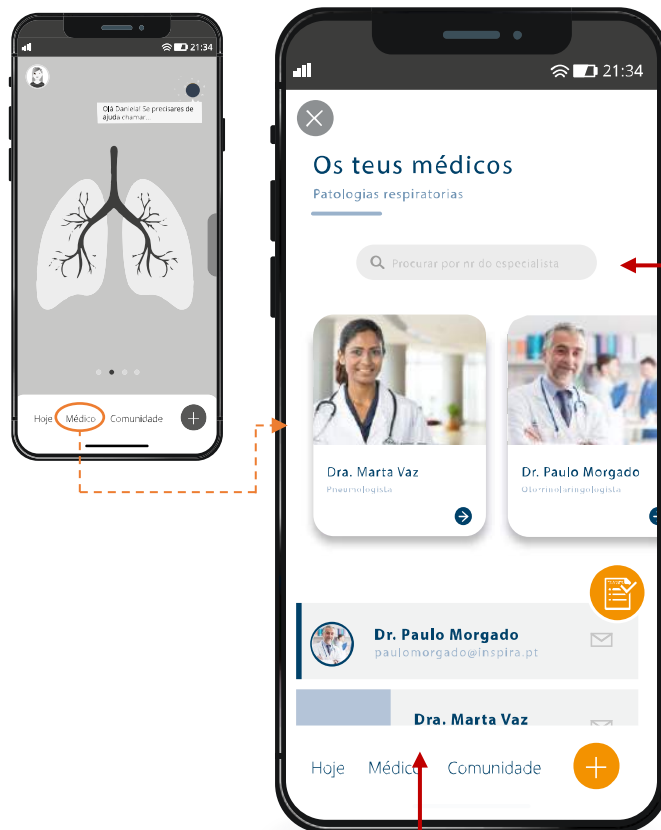 21:34
Olá Daniela! Se precisares de
ajuda chamar...
Hoje Médico Comunidade
21:34
Os teus médicos
Patologias respiratorias
Procurar por nr do especialista
Dra. Marta Vaz
Pneumologista
Dr. Paulo Morgado
Otorrinolaringologista
Dr. Paulo Morgado
paulomorgado@inspira.pt
Dra. Marta Vaz
Hoje Médico Comunidade